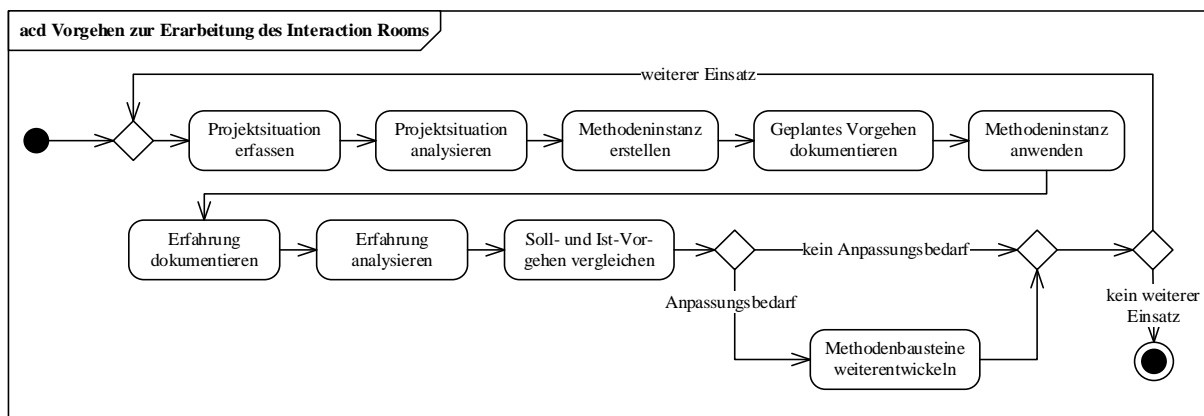 acd Vorgehen zur Erarbeitung des Interaction Rooms
weiterer Einsatz
Projektsituation
erfassen
Projektsituation
analysieren
Methodeninstanz
erstellen
Geplantes Vorgehen
dokumentieren
Methodeninstanz
anwenden
Erfahrung
dokumentieren
Erfahrung
analysieren
Soll- und Ist-Vor-
gehen vergleichen
kein Anpassungsbedarf
Anpassungsbedarf
kein weiterer
Einsatz
Methodenbausteine
weiterentwickeln